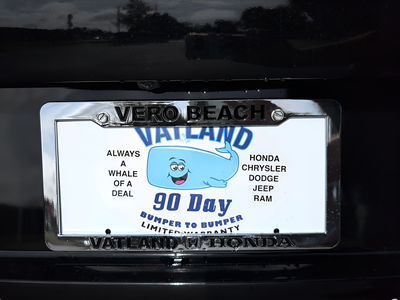 VERO BEACH
VATLAND
ALWAYS
A
WHALE
OF A
DEAL
HONDA
CHRYSLER
DODGE
JEEP
RAM
90 Day
BUMPER TO BUMPER
LIMITED WARRANTY
VATLAND HONDA